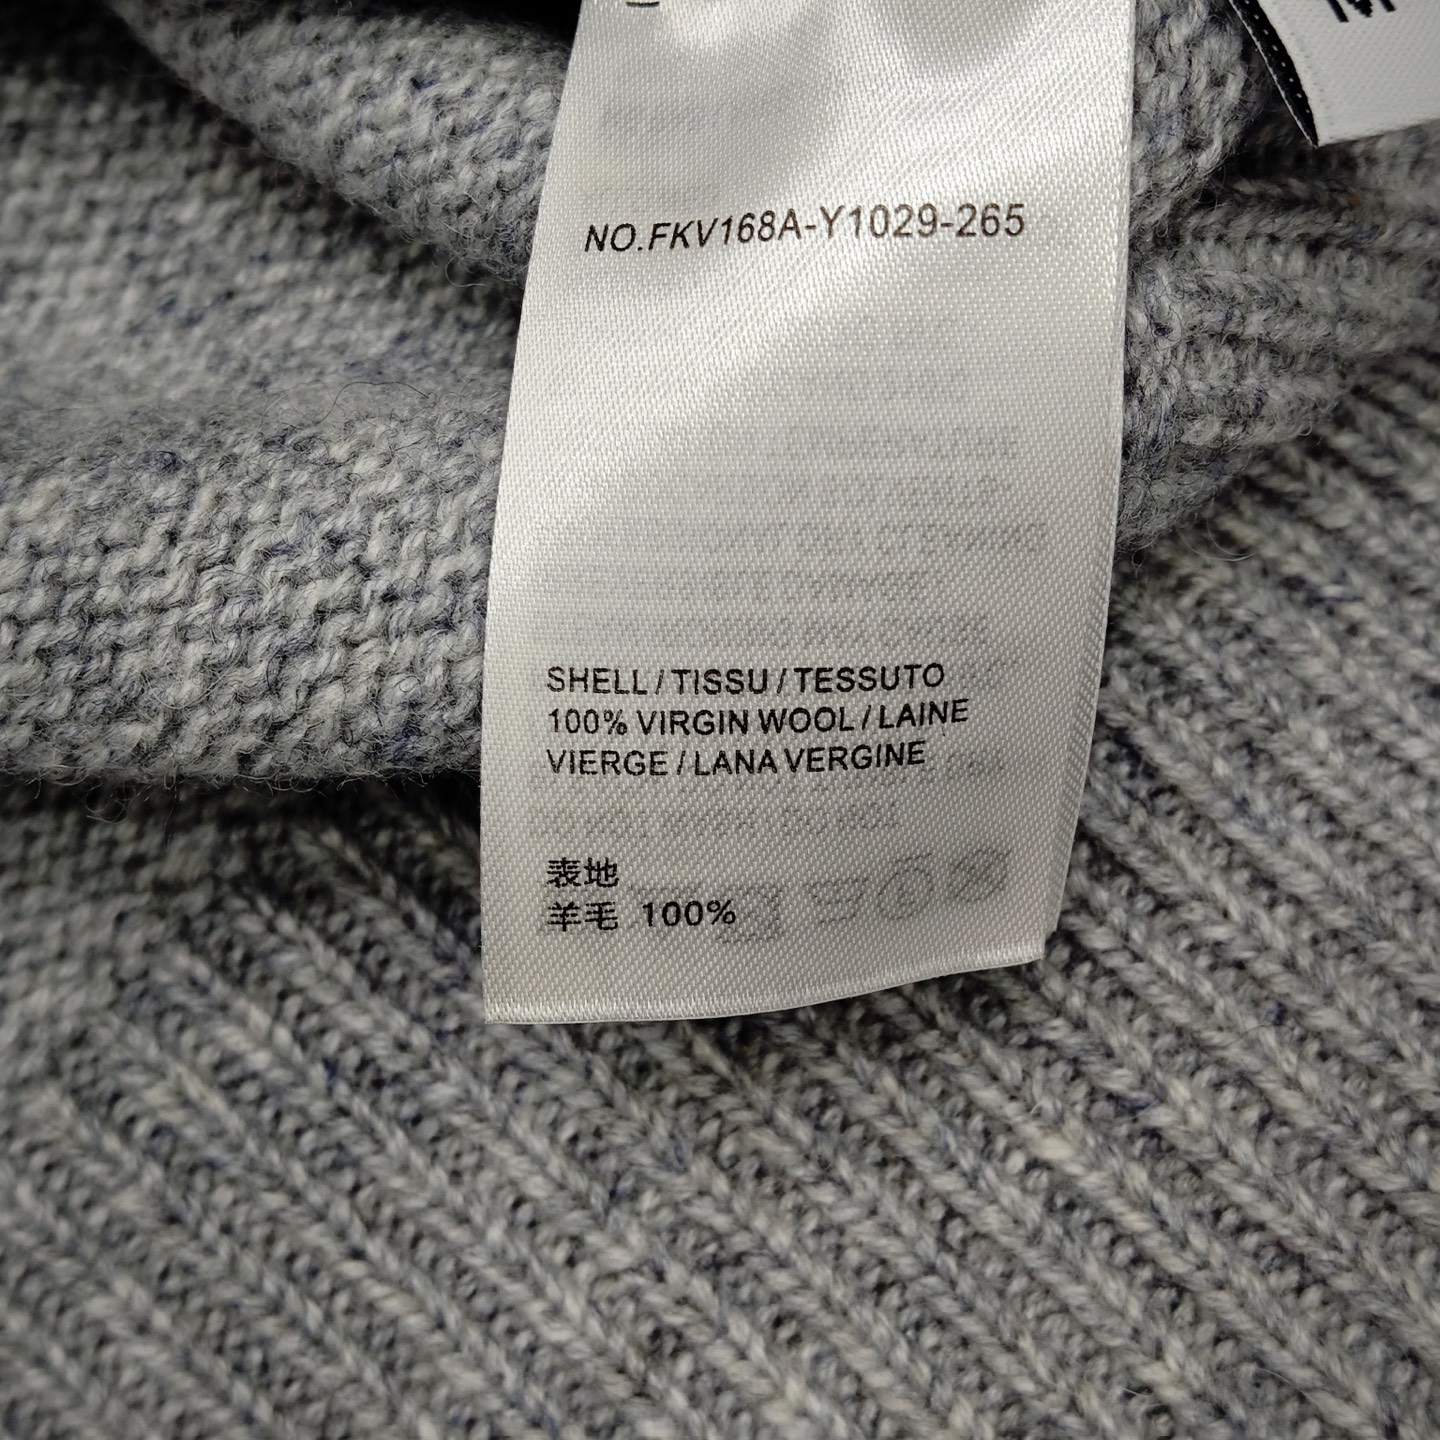 NO.FKV168A-Y1029-265
SHELL / TISSU / TESSUTO
100% VIRGIN WOOL / LAINE
VIERGE / LANA VERGINE
表地
羊毛 100%
M